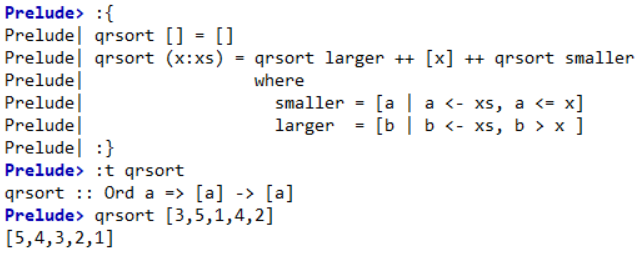 Prelude> :{
Prelude| qrsort [] = []
Prelude| qrsort (x:xs) = qrsort larger ++ [x] ++ qrsort smaller
Prelude|                 where
Prelude|                   smaller = [a | a <- xs, a <= x]
Prelude|                   larger  = [b | b <- xs, b > x ]
Prelude| :}
Prelude> :t qrsort
qrsort :: Ord a => [a] -> [a]
Prelude> qrsort [3,5,1,4,2]
[5,4,3,2,1]